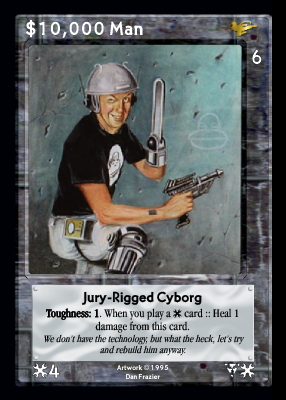 $10,000 Man
6
Jury-Rigged Cyborg
Toughness: 1. When you play a ✖ card :: Heal 1
damage from this card.
We don't have the technology, but what the heck, let's try
and rebuild him anyway.
4
Artwork © 1995
Dan Frazier